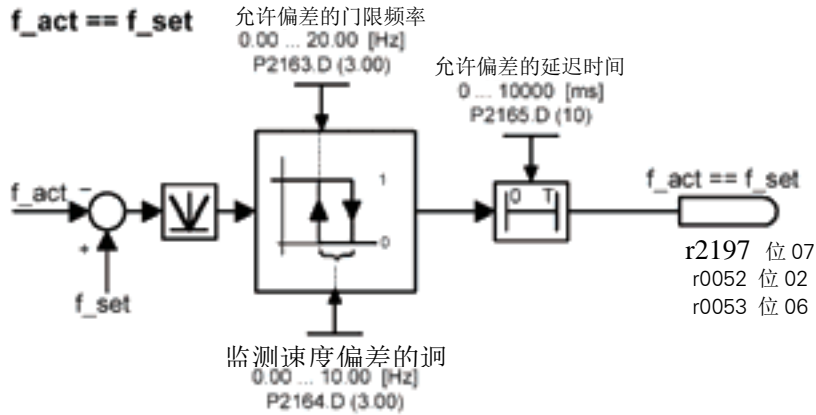 f_act == f_set
允许偏差的门限频率
0.00 ... 20.00 [Hz]
P2163.D (3.00)
允许偏差的延迟时间
0 ... 10000 [ms]
P2165.D (10)
f_act
−
+
f_set
1
0
0 T
f_act == f_set
r2197 位 07
r0052 位 02
r0053 位 06
监测速度偏差的迥
0.00 ... 10.00 [Hz]
P2164.D (3.00)